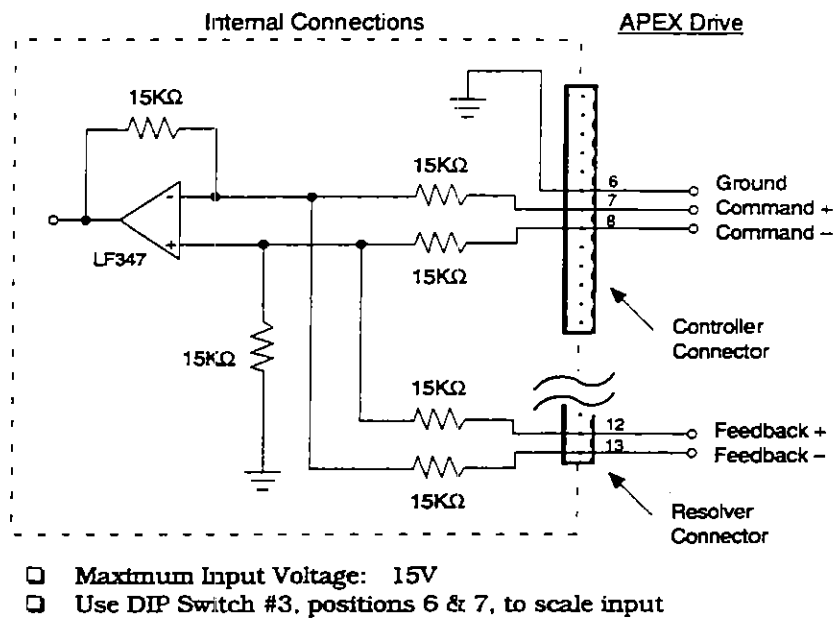 Internal Connections
APEX Drive
15KΩ
15KΩ
6
Ground
7
Command +
8
Command –
-
+
LF347
15KΩ
15KΩ
Controller
Connector
15KΩ
12
Feedback +
13
Feedback –
15KΩ
Resolver
Connector
❑ Maximum Input Voltage: 15V
❑ Use DIP Switch #3, positions 6 & 7, to scale input